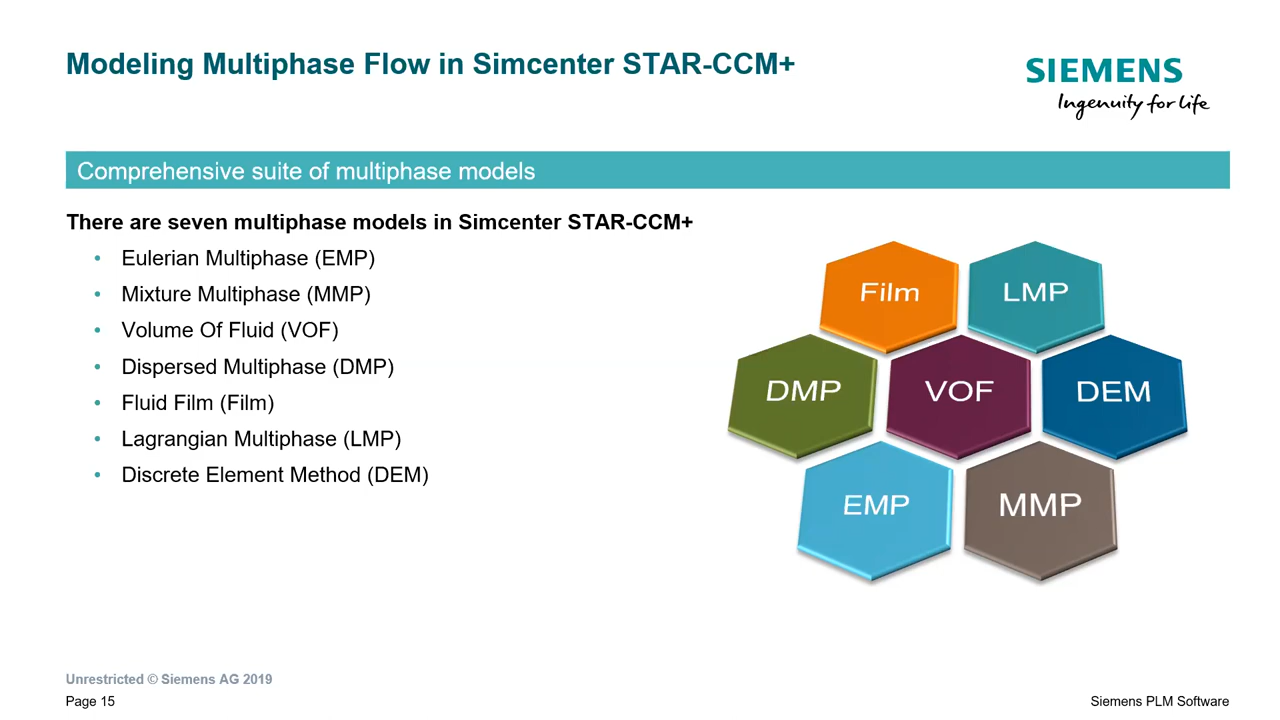 Modeling Multiphase Flow in Simcenter STAR-CCM+
SIEMENS
Ingenuity for life
Comprehensive suite of multiphase models
There are seven multiphase models in Simcenter STAR-CCM+
• Eulerian Multiphase (EMP)
• Mixture Multiphase (MMP)
• Volume Of Fluid (VOF)
• Dispersed Multiphase (DMP)
• Fluid Film (Film)
• Lagrangian Multiphase (LMP)
• Discrete Element Method (DEM)
Film LMP
DMP VOF DEM
EMP MMP
Unrestricted © Siemens AG 2019
Page 15
Siemens PLM Software